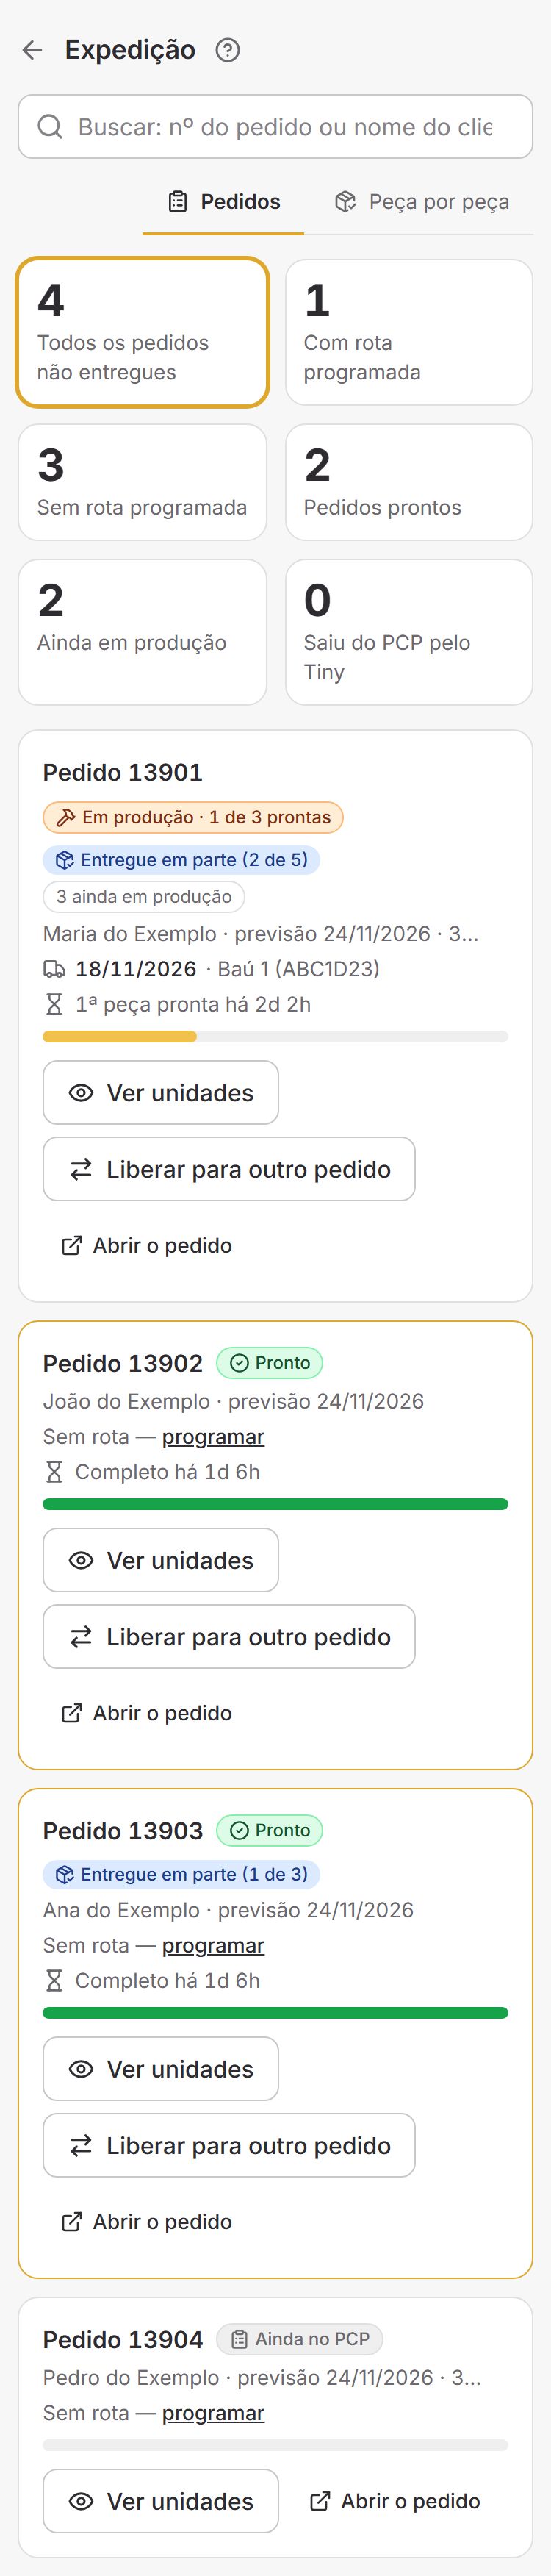 Expedição
Buscar: nº do pedido ou nome do clie
Pedidos
Peça por peça
4
Todos os pedidos
não entregues
1
Com rota
programada
3
Sem rota programada
2
Pedidos prontos
2
Ainda em produção
0
Saiu do PCP pelo
Tiny
Pedido 13901
Em produção · 1 de 3 prontas
Entregue em parte (2 de 5)
3 ainda em produção
Maria do Exemplo · previsão 24/11/2026 · 3...
18/11/2026 · Baú 1 (ABC1D23)
1ª peça pronta há 2d 2h
Ver unidades
Liberar para outro pedido
Abrir o pedido
Pedido 13902 Pronto
João do Exemplo · previsão 24/11/2026
Sem rota — programar
Completo há 1d 6h
Ver unidades
Liberar para outro pedido
Abrir o pedido
Pedido 13903 Pronto
Entregue em parte (1 de 3)
Ana do Exemplo · previsão 24/11/2026
Sem rota — programar
Completo há 1d 6h
Ver unidades
Liberar para outro pedido
Abrir o pedido
Pedido 13904 Ainda no PCP
Pedro do Exemplo · previsão 24/11/2026 · 3...
Sem rota — programar
Ver unidades
Abrir o pedido